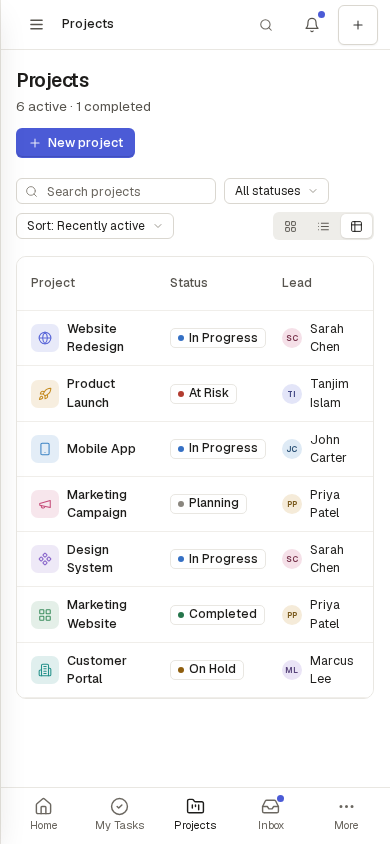 Projects
Projects
6 active · 1 completed
New project
Search projects
All statuses
Sort: Recently active
Project Status Lead
Website Redesign In Progress SC Sarah Chen
Product Launch At Risk TI Tanjim Islam
Mobile App In Progress JC John Carter
Marketing Campaign Planning PP Priya Patel
Design System In Progress SC Sarah Chen
Marketing Website Completed PP Priya Patel
Customer Portal On Hold ML Marcus Lee
Home My Tasks Projects Inbox More